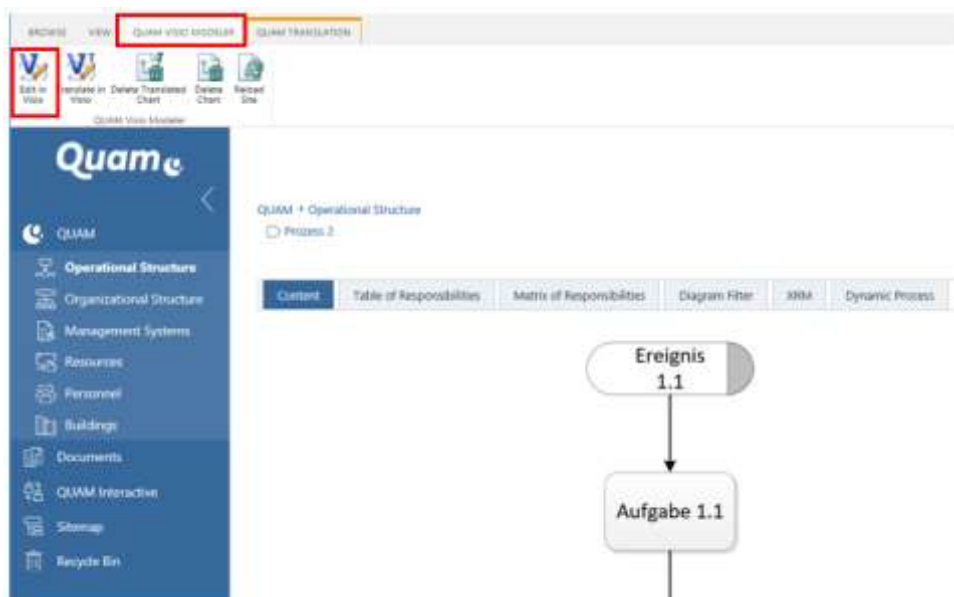 BROWSE VIEW QUAM VISIO MODELER QUAM TRANSLATION
Edit in Visio
Translate in Visio
Delete Translated Chart
Delete Chart
Reload Site
QUAM Visio Modeler
Quam
QUAM
Operational Structure
Organizational Structure
Management Systems
Resources
Personnel
Buildings
Documents
QUAM Interactive
Sitemap
Recycle Bin
QUAM Operational Structure
Prozess 2
Content Table of Responsibilities Matrix of Responsibilities Diagram Filter XRM Dynamic Process
Ereignis
1.1
Aufgabe 1.1